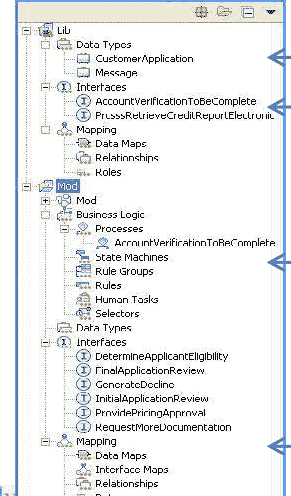 Lib
Data Types
CustomerApplication
Message
Interfaces
AccountVerificationToBeComplete
Mapping
Data Maps
Relationships
Roles
Mod
Mod
Business Logic
Processes
AccountVerificationToBeComplete
State Machines
Rule Groups
Rules
Human Tasks
Selectors
Data Types
Interfaces
DetermineApplicantEligibility
FinalApplicationReview
GenerateDecline
InitialApplicationReview
ProvidePricingApproval
RequestMoreDocumentation
Mapping
Data Maps
Interface Maps
Relationships